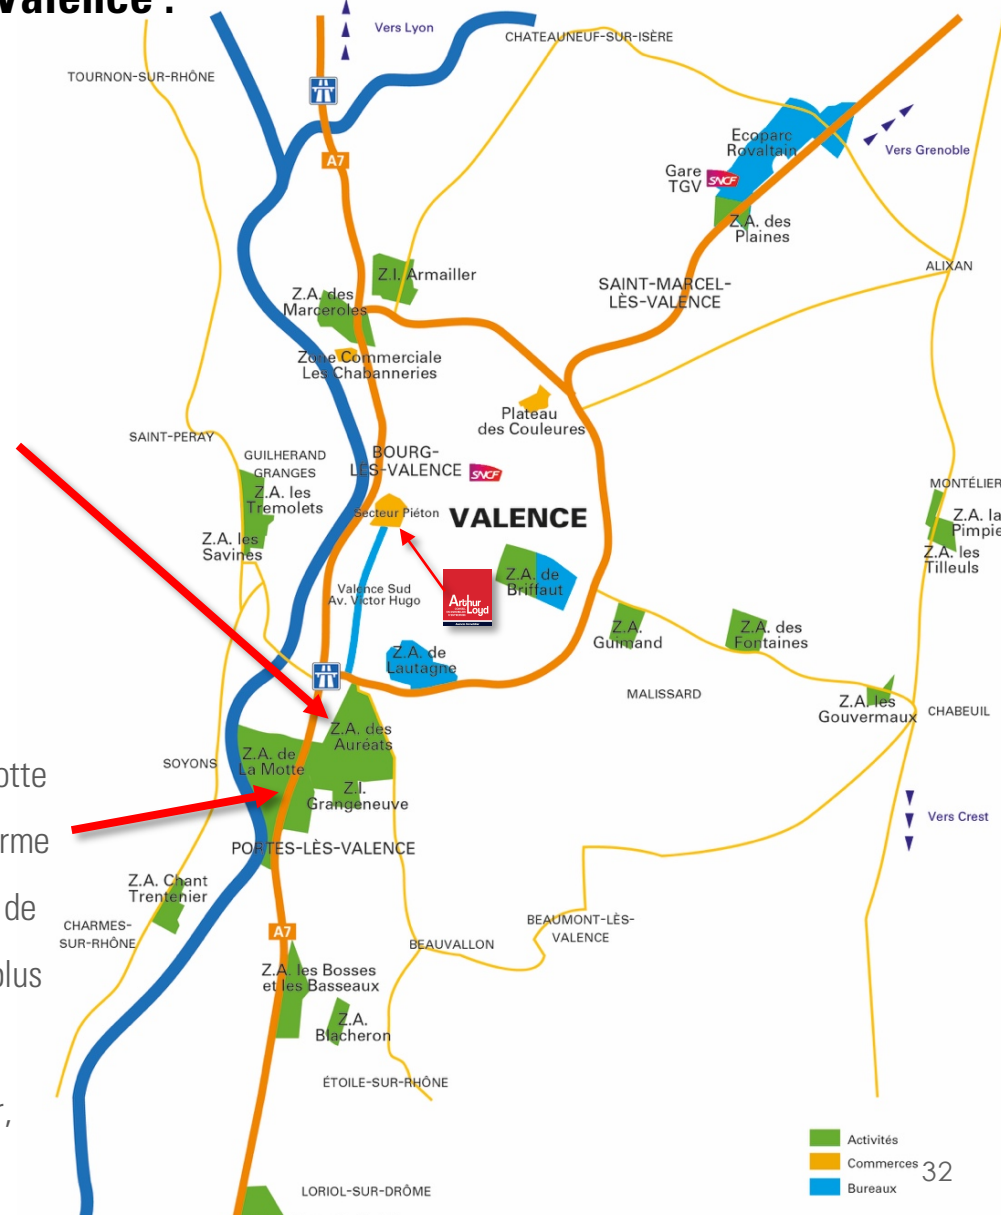 Valence :
Vers Lyon
CHATEAUNEUF-SUR-ISÈRE
TOURNON-SUR-RHÔNE
A7
Ecoparc
Rovaltain
Vers Grenoble
Gare
TGV
SNCF
Z.A. des
Plaines
ALIXAN
Z.I. Armailler
SAINT-MARCEL-
LÈS-VALENCE
Z.A. des
Marceroles
Zone Commerciale
Les Chabanneries
Plateau
des Couleures
SAINT-PERAY
GUILHERAND
GRANGES
BOURG-
LES-VALENCE
SNCF
Z.A. les
Tremolets
MONTÉLIER
Secteur Piéton
VALENCE
Z.A. la
Pimpie
Z.A. les
Savines
Z.A. les
Tilleuls
Z.A. de
Briffaut
Valence Sud
Av. Victor Hugo
Arthur
Loyd
Z.A.
Guimand
Z.A. des
Fontaines
Z.A. de
Lautagne
MALISSARD
Z.A. les
Gouvermaux
CHABEUIL
Z.A. des
Auréats
SOYONS
Z.A. de
La Motte
otte
Z.I.
Grangeneuve
Vers Crest
rme
PORTES-LÈS-VALENCE
Z.A. Chant
Trentenier
de
CHARMES-
SUR-RHÔNE
A7
BEAUMONT-LÈS-
VALENCE
BEAUVALLON
plus
Z.A. les Bosses
et les Basseaux
Z.A.
Blacheron
ÉTOILE-SUR-RHÔNE
r,
Activités
Commerces
Bureaux
32
LORIOL-SUR-DRÔME